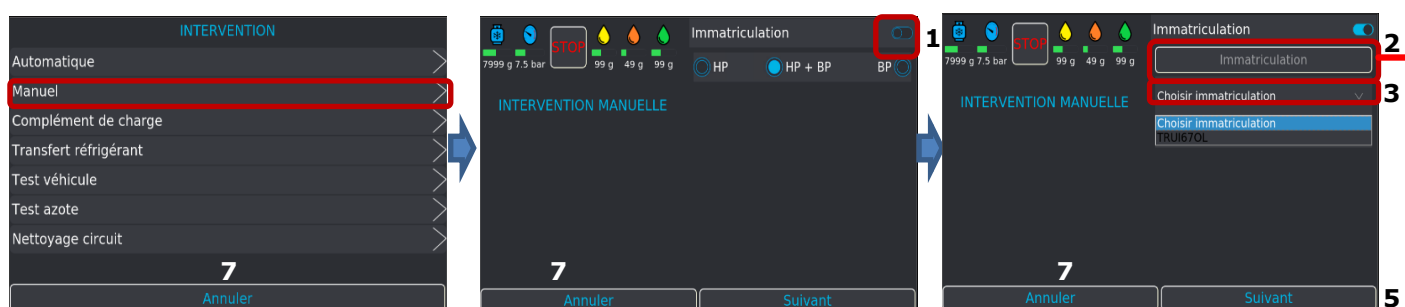 INTERVENTION
Automatique
Manuel
Complément de charge
Transfert réfrigérant
Test véhicule
Test azote
Nettoyage circuit
7
Annuler
STOP
7999 g 7.5 bar 99 g 49 g 99 g
Immatriculation
1
HP HP + BP BP
INTERVENTION MANUELLE
7
Annuler Suivant
STOP
7999 g 7.5 bar 99 g 49 g 99 g
Immatriculation
2
Immatriculation
3
Choisir immatriculation
INTERVENTION MANUELLE
Choisir immatriculation
TRUI67OL
7
Annuler Suivant
5